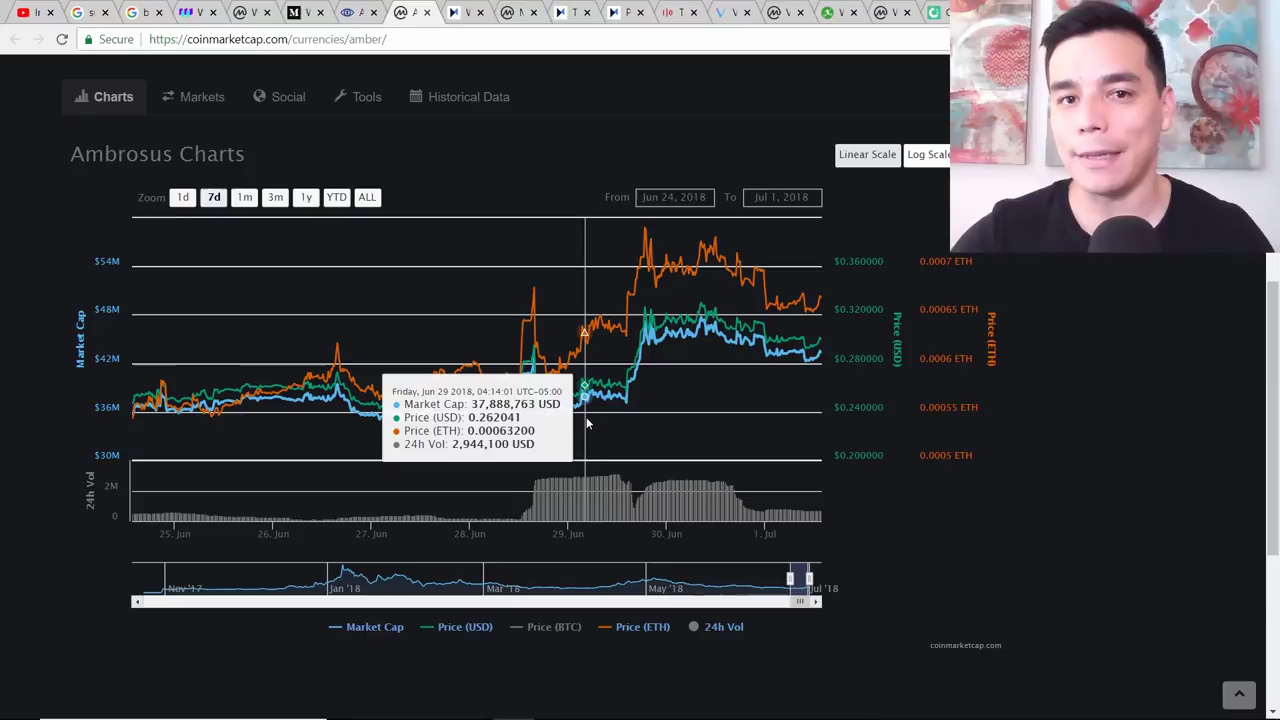 Secure https://coinmarketcap.com/currencies/amber/
Charts Markets Social Tools Historical Data
Ambrosus Charts
Linear Scale Log Scale
Zoom 1d 7d 1m 3m 1y YTD ALL From Jun 24, 2018 To Jul 1, 2018
$54M $0.360000 0.0007 ETH
$48M $0.320000 0.00065 ETH
Market Cap Price (USD) Price (ETH)
$42M $0.280000 0.0006 ETH
Friday, Jun 29 2018, 04:14:01 UTC-05:00
Market Cap: 37,888,763 USD
$36M $0.240000 0.00055 ETH
Price (USD): 0.262041
Price (ETH): 0.00063200
24h Vol: 2,944,100 USD
$30M $0.200000 0.0005 ETH
24h Vol
2M
0
25. Jun 26. Jun 27. Jun 28. Jun 29. Jun 30. Jun 1. Jul
Nov '17 Jan '18 Mar '18 May '18 Jul '18
Market Cap Price (USD) Price (BTC) Price (ETH) 24h Vol
coinmarketcap.com